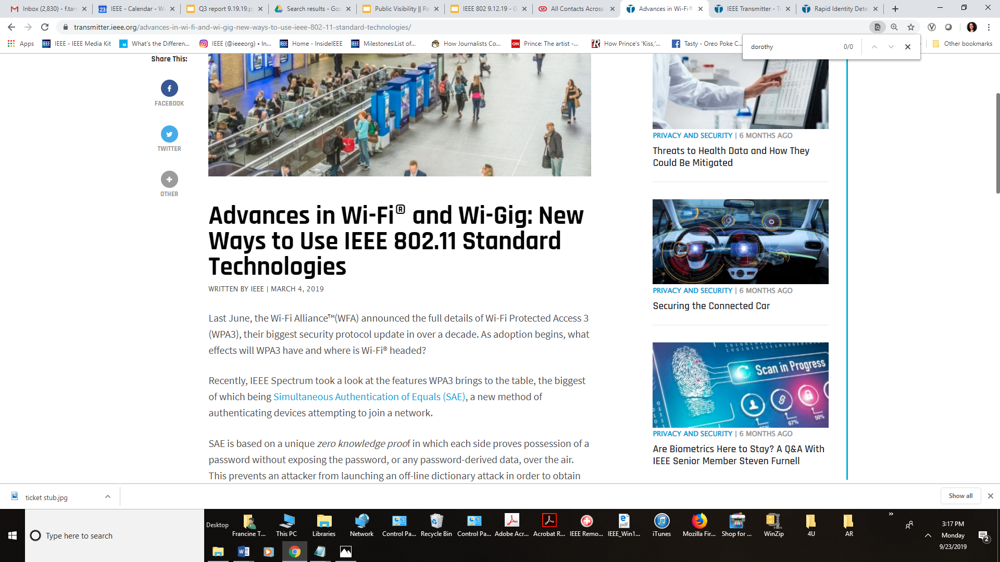 Inbox (2,830) - f.tar
IEEE - Calendar - W
Q3 report 9.19.19.p
Search results - Goo
Public Visibility || Pa
IEEE 802 9.12.19 - G
All Contacts Across
Advances in Wi-Fi®
IEEE Transmitter - T
Rapid Identity Dete
transmitter.ieee.org/advances-in-wi-fi-and-wi-gig-new-ways-to-use-ieee-802-11-standard-technologies/
Apps
IEEE - IEEE Media Kit
What's the Differen...
IEEE (@ieeeorg) • In...
Home - InsideIEEE
Milestones:List of...
How Journalists Co...
Prince: The artist -...
How Prince's 'Kiss,'...
Tasty - Oreo Poke C...
Other bookmarks
dorothy 0/0
Share This:
FACEBOOK
TWITTER
OTHER
Advances in Wi-Fi® and Wi-Gig: New
Ways to Use IEEE 802.11 Standard
Technologies
WRITTEN BY IEEE | MARCH 4, 2019
Last June, the Wi-Fi Alliance™(WFA) announced the full details of Wi-Fi Protected Access 3
(WPA3), their biggest security protocol update in over a decade. As adoption begins, what
effects will WPA3 have and where is Wi-Fi® headed?
Recently, IEEE Spectrum took a look at the features WPA3 brings to the table, the biggest
of which being Simultaneous Authentication of Equals (SAE), a new method of
authenticating devices attempting to join a network.
SAE is based on a unique zero knowledge proof in which each side proves possession of a
password without exposing the password, or any password-derived data, over the air.
This prevents an attacker from launching an off-line dictionary attack in order to obtain
PRIVACY AND SECURITY | 6 MONTHS AGO
Threats to Health Data and How They
Could Be Mitigated
PRIVACY AND SECURITY | 6 MONTHS AGO
Securing the Connected Car
Scan in Progress
67%
50%
PRIVACY AND SECURITY | 6 MONTHS AGO
Are Biometrics Here to Stay? A Q&A With
IEEE Senior Member Steven Furnell
ticket stub.jpg
Show all
Type here to search
Desktop
Francine T...
This PC
Libraries
Network
Control Pa...
Recycle Bin
Control Pa...
Adobe Acr...
Acrobat R...
IEEE Remo...
IEEE_Win1...
iTunes
Mozilla Fir...
Shop for ...
WinZip
4U
AR
3:17 PM
Monday
9/23/2019
2